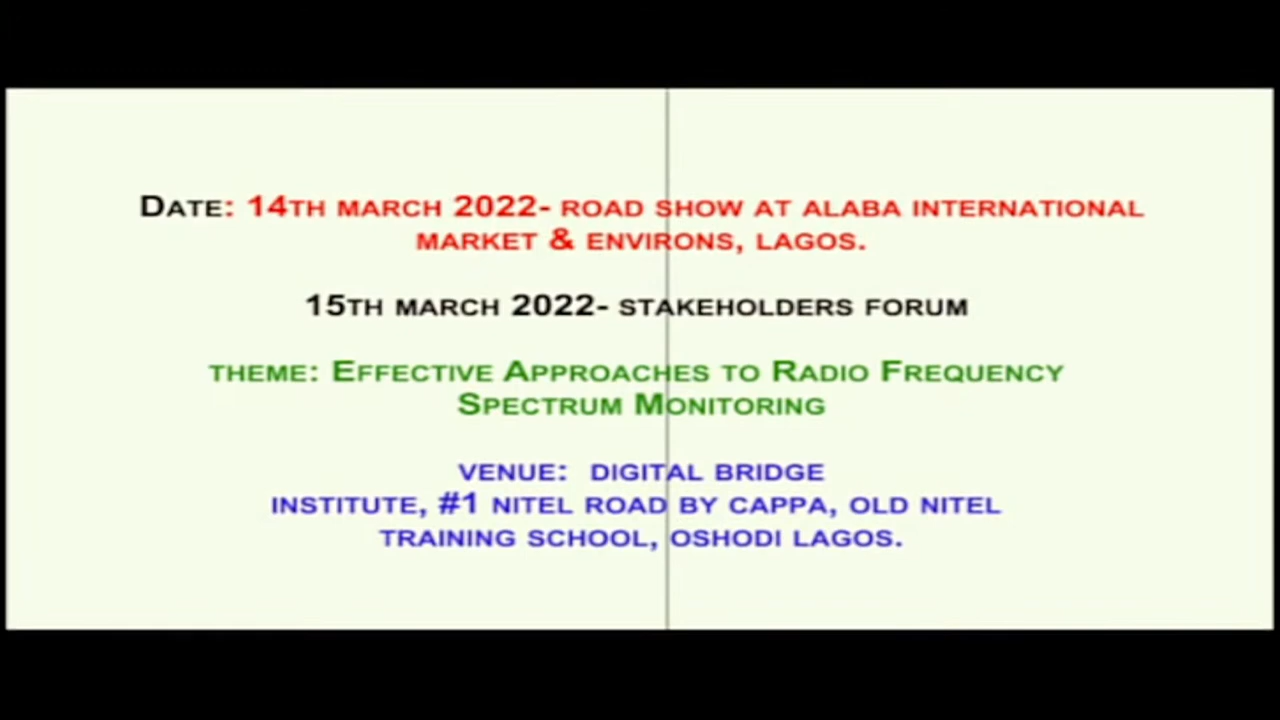 DATE: 14TH MARCH 2022- ROAD SHOW AT ALABA INTERNATIONAL
MARKET & ENVIRONS, LAGOS.
15TH MARCH 2022- STAKEHOLDERS FORUM
THEME: EFFECTIVE APPROACHES TO RADIO FREQUENCY
SPECTRUM MONITORING
VENUE: DIGITAL BRIDGE
INSTITUTE, #1 NITEL ROAD BY CAPPA, OLD NITEL
TRAINING SCHOOL, OSHODI LAGOS.